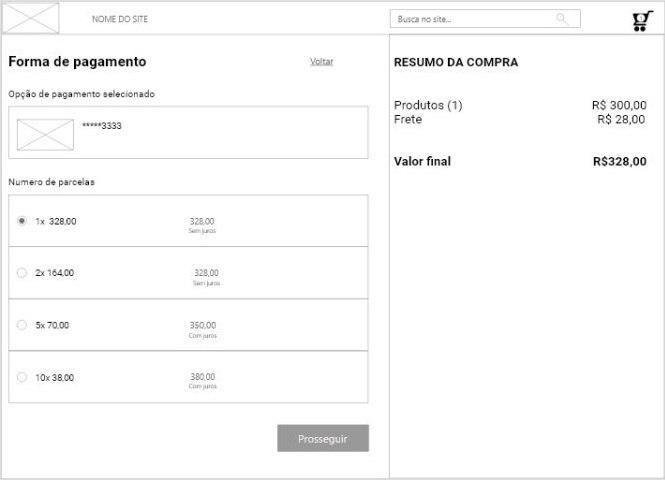 NOME DO SITE
Busca no site...
Forma de pagamento
Voltar
Opção de pagamento selecionado
*****3333
Numero de parcelas
1x 328,00 328,00
Sem juros
2x 164,00 328,00
Sem juros
5x 70,00 350,00
Com juros
10x 38,00 380,00
Com juros
Prosseguir
RESUMO DA COMPRA
Produtos (1) R$ 300,00
Frete R$ 28,00
Valor final R$328,00